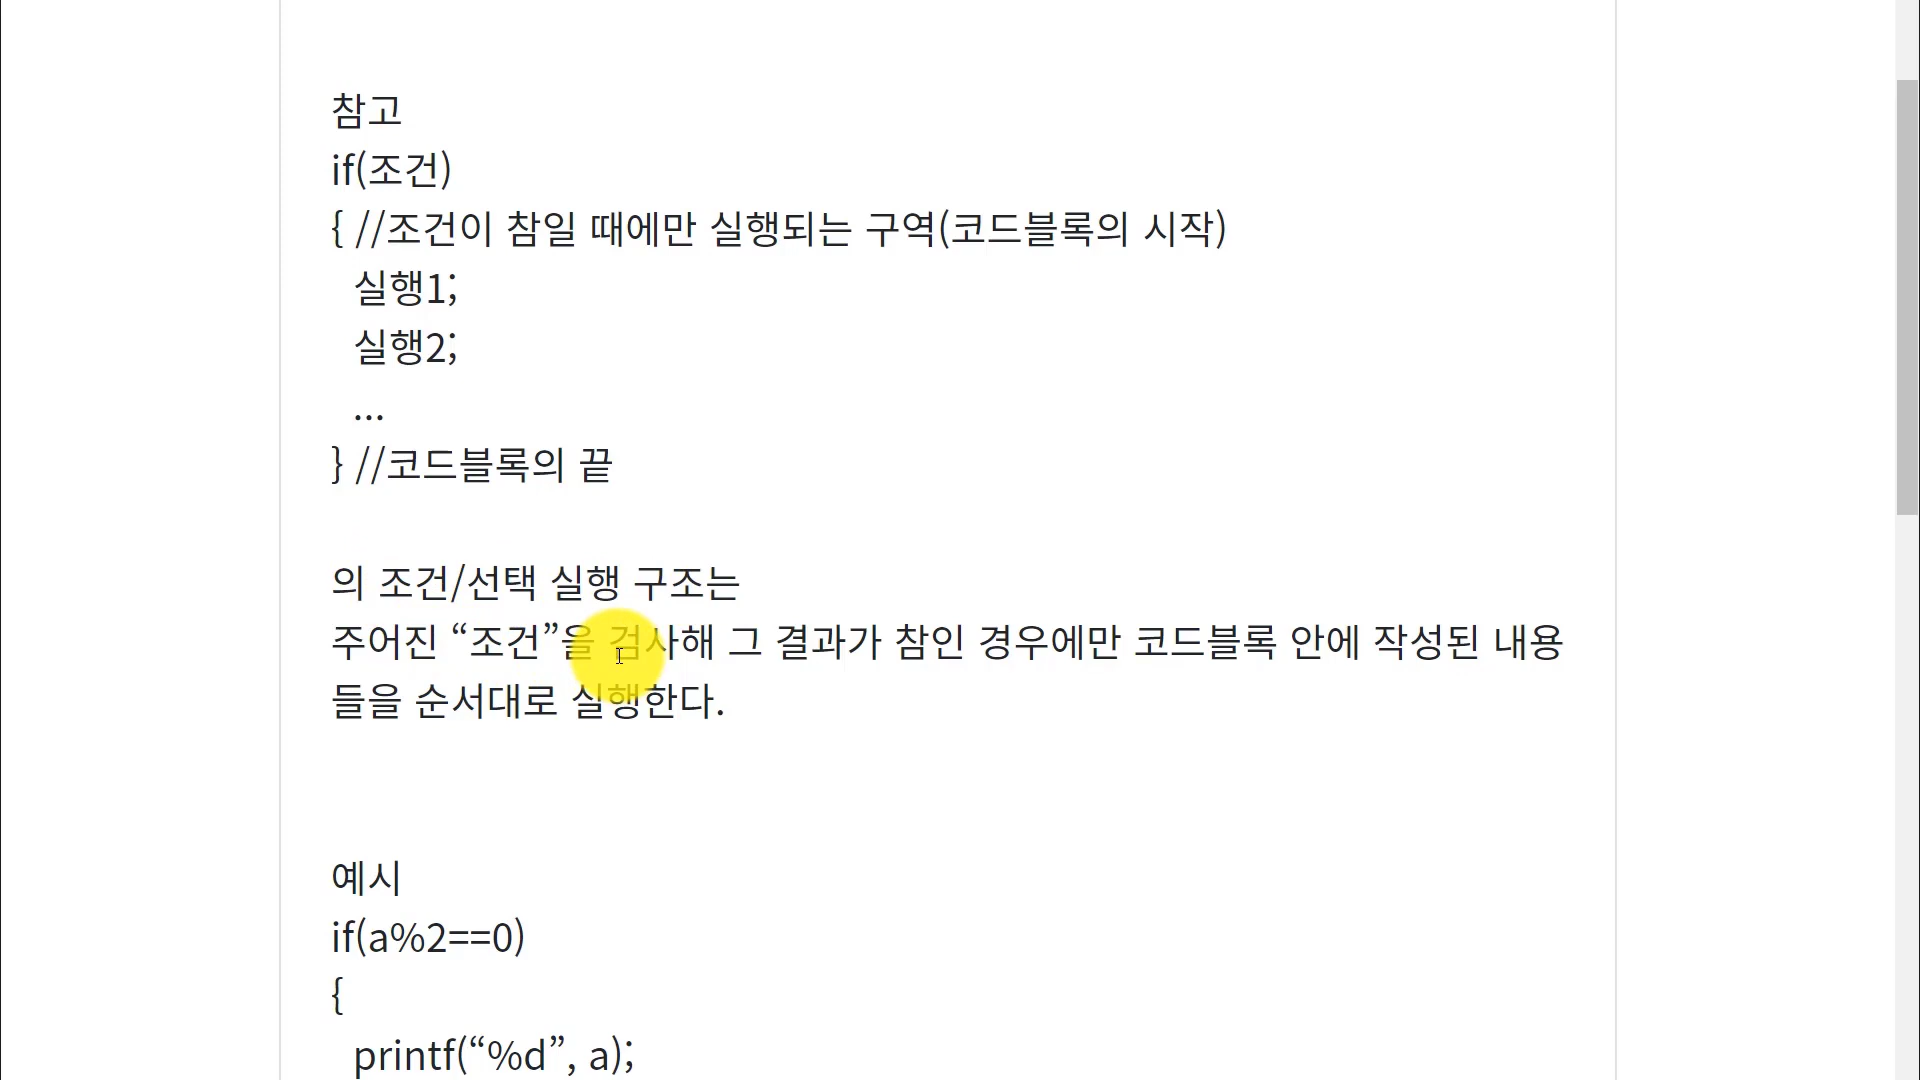 참고
if(조건)
{ //조건이 참일 때에만 실행되는 구역(코드블록의 시작)
실행1;
실행2;
...
} //코드블록의 끝
의 조건/선택 실행 구조는
주어진 “조건”을 검사해 그 결과가 참인 경우에만 코드블록 안에 작성된 내용
들을 순서대로 실행한다.
예시
if(a%2==0)
{
printf(“%d”, a);